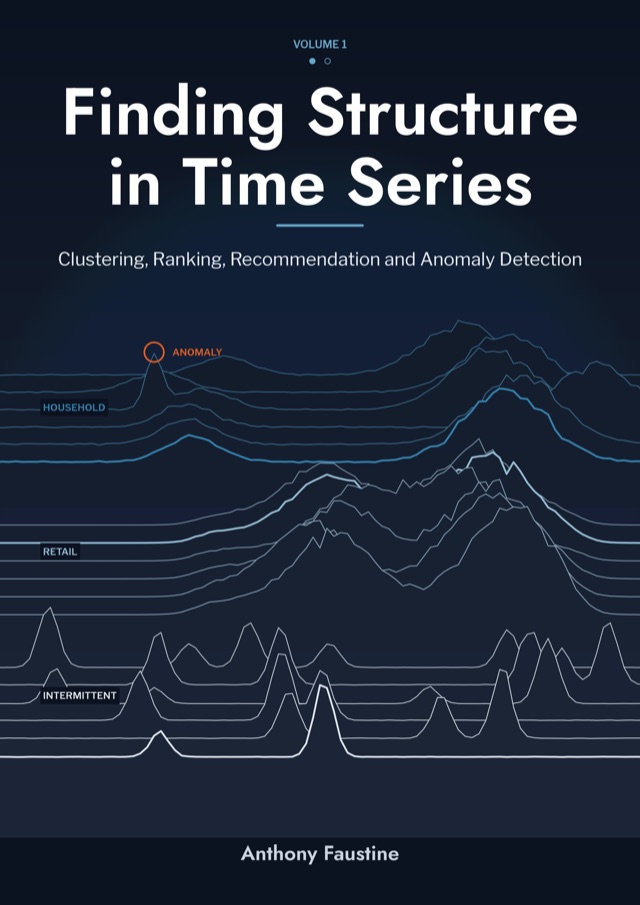 VOLUME 1
Finding Structure
in Time Series
Clustering, Ranking, Recommendation and Anomaly Detection
ANOMALY
HOUSEHOLD
RETAIL
INTERMITTENT
Anthony Faustine